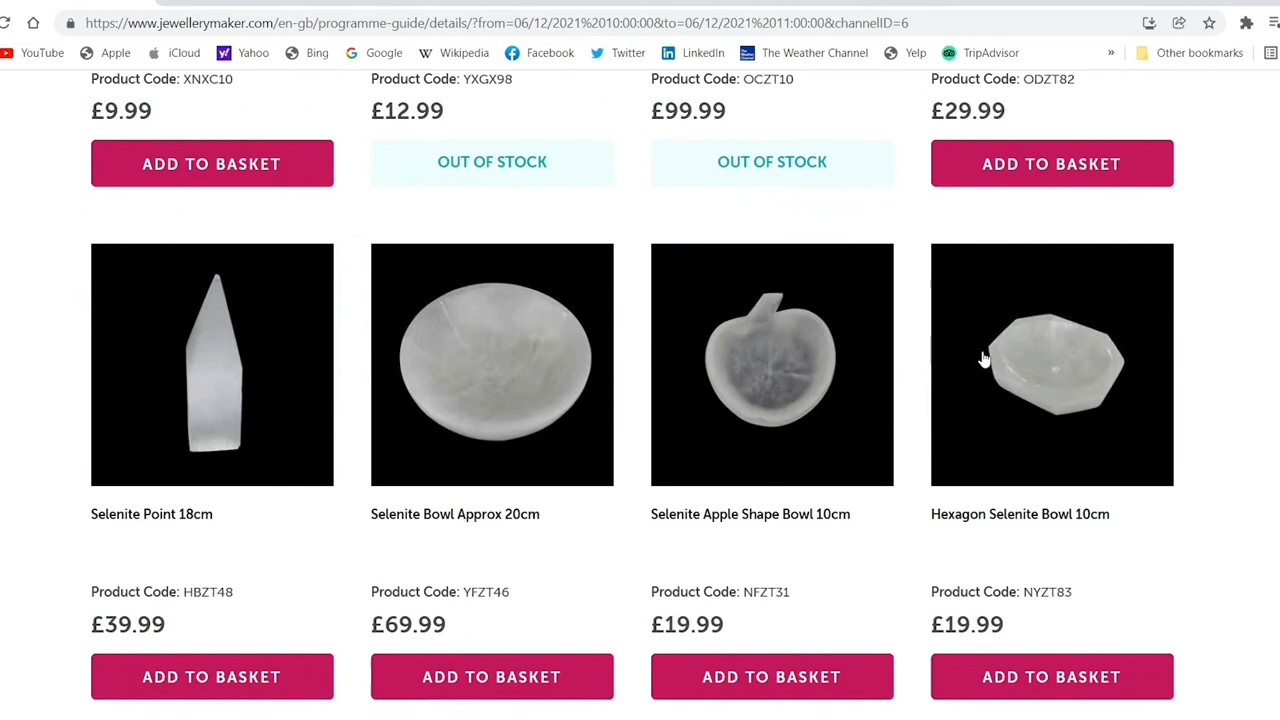 https://www.jewellerymaker.com/en-gb/programme-guide/details/?from=06/12/2021%2010:00:00&to=06/12/2021%2011:00:00&channelID=6
YouTube Apple iCloud Yahoo Bing Google Wikipedia Facebook Twitter LinkedIn The Weather Channel Yelp TripAdvisor » Other bookmarks
Product Code: XNXC10 Product Code: YXGX98 Product Code: OCZT10 Product Code: ODZT82
£9.99 £12.99 £99.99 £29.99
ADD TO BASKET OUT OF STOCK OUT OF STOCK ADD TO BASKET
Selenite Point 18cm Selenite Bowl Approx 20cm Selenite Apple Shape Bowl 10cm Hexagon Selenite Bowl 10cm
Product Code: HBZT48 Product Code: YFZT46 Product Code: NFZT31 Product Code: NYZT83
£39.99 £69.99 £19.99 £19.99
ADD TO BASKET ADD TO BASKET ADD TO BASKET ADD TO BASKET